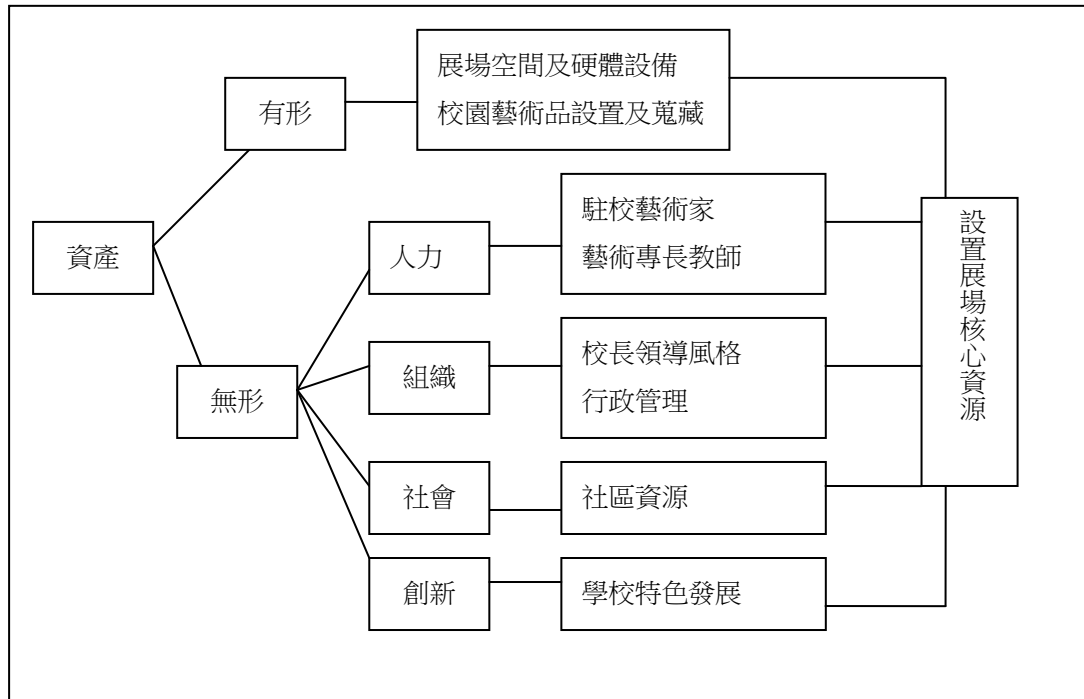 展場空間及硬體設備
校園藝術品設置及蒐藏
有形
資產
無形
人力
駐校藝術家
藝術專長教師
組織
校長領導風格
行政管理
社會
社區資源
創新
學校特色發展
設置展場核心資源